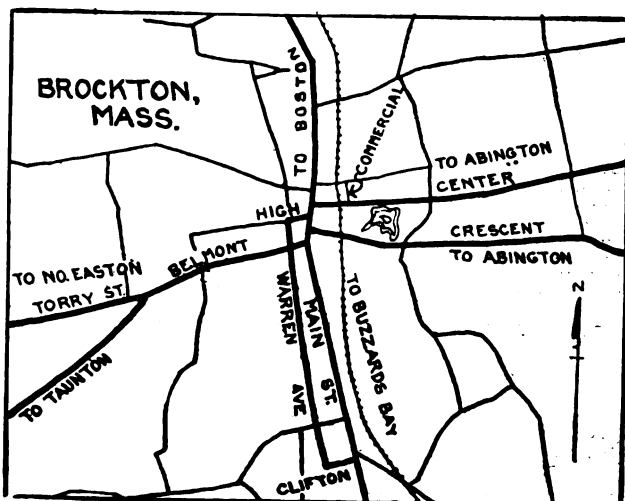 BROCKTON,
MASS.
TO BOSTON
COMMERCIAL
TO ABINGTON
CENTER
HIGH
CRESCENT
TO ABINGTON
BELMONT
TO NO. EASTON
TORRY ST.
TO TAUNTON
WARREN AVE
MAIN ST.
TO BUZZARDS BAY
CLIFTON
N